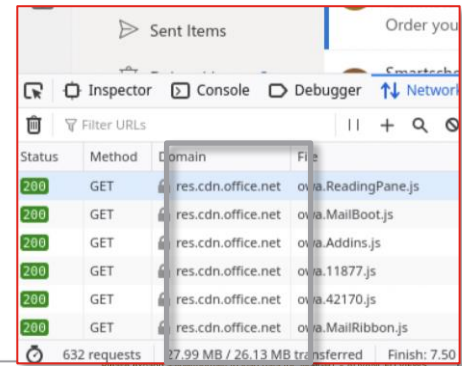 Sent Items
Order you
Inspector Console Debugger Network
Filter URLs
Status Method Domain File
200 GET res.cdn.office.net owa.ReadingPane.js
200 GET res.cdn.office.net owa.MailBoot.js
200 GET res.cdn.office.net owa.Addins.js
200 GET res.cdn.office.net owa.11877.js
200 GET res.cdn.office.net owa.42170.js
200 GET res.cdn.office.net owa.MailRibbon.js
632 requests 27.99 MB / 26.13 MB transferred Finish: 7.50